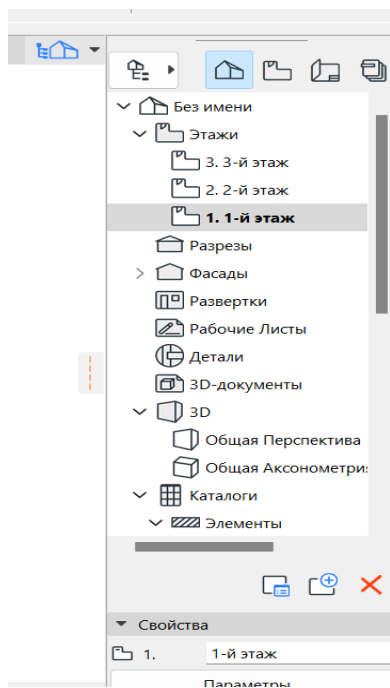 Без имени
Этажи
3. 3-й этаж
2. 2-й этаж
1. 1-й этаж
Разрезы
Фасады
Развертки
Рабочие Листы
Детали
3D-документы
3D
Общая Перспектива
Общая Аксонометри
Каталоги
Элементы
Свойства
1. 1-й этаж
Параметры